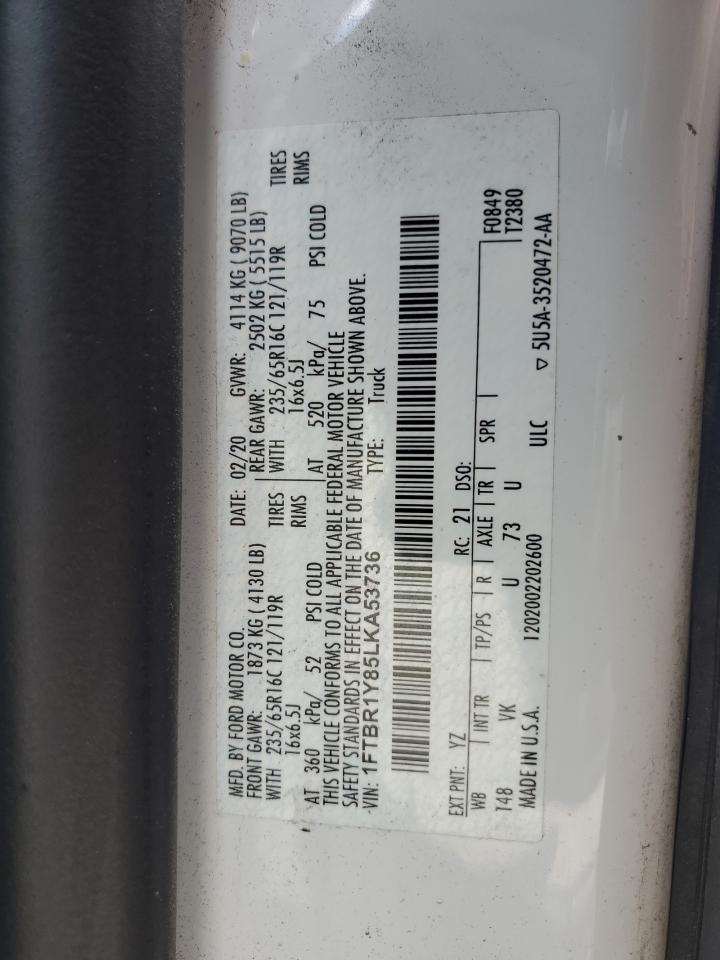 MFD. BY FORD MOTOR CO. DATE: 02/20 GVWR: 4114 KG ( 9070 LB)
FRONT GAWR: 1873 KG ( 4130 LB) REAR GAWR: 2502 KG ( 5515 LB)
WITH 235/65R16C 121/119R TIRES WITH 235/65R16C 121/119R TIRES
16x6.5J RIMS 16x6.5J RIMS
AT 360 kPa/ 52 PSI COLD AT 520 kPa/ 75 PSI COLD
THIS VEHICLE CONFORMS TO ALL APPLICABLE FEDERAL MOTOR VEHICLE
SAFETY STANDARDS IN EFFECT ON THE DATE OF MANUFACTURE SHOWN ABOVE.
VIN: 1FTBR1Y85LKA53736 TYPE: Truck
EXT PNT: YZ RC: 21 DSO:
WB INT TR TP/PS R AXLE TR SPR F0849
148 VK U 73 U T2380
MADE IN U.S.A. 1202002202600 ULC ▽ 5U5A-3520472-AA